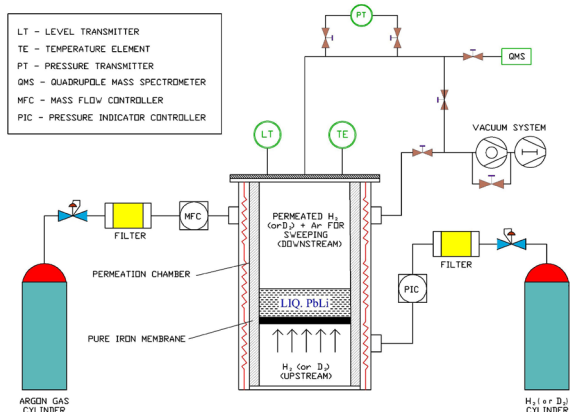 LT - LEVEL TRANSMITTER
TE - TEMPERATURE ELEMENT
PT - PRESSURE TRANSMITTER
QMS - QUADRUPOLE MASS SPECTROMETER
MFC - MASS FLOW CONTROLLER
PIC - PRESSURE INDICATOR CONTROLLER
PT
QMS
VACUUM SYSTEM
LT
TE
MFC
FILTER
PERMEATED H₂
(orD₂) + Ar FOR
SWEEPING
(DOWNSTREAM)
FILTER
PIC
PERMEATION CHAMBER
LIQ. PbLi
PURE IRON MEMBRANE
H₂ (or D₂)
(UPSTREAM)
ARGON GAS
CYLINDER
H₂(or D₂)
CYLINDER